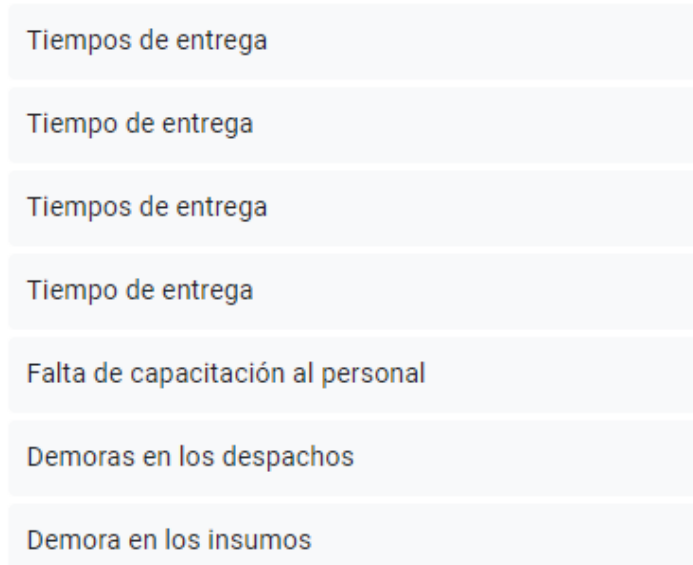 Tiempos de entrega
Tiempo de entrega
Tiempos de entrega
Tiempo de entrega
Falta de capacitación al personal
Demoras en los despachos
Demora en los insumos